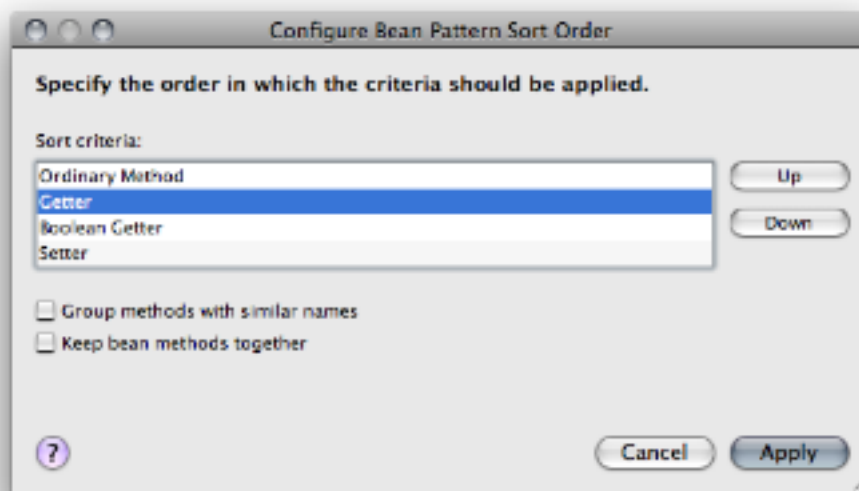 Configure Bean Pattern Sort Order
Specify the order in which the criteria should be applied.
Sort criteria:
Ordinary Method
Getter
Boolean Getter
Setter
Up
Down
Group methods with similar names
Keep bean methods together
?
Cancel
Apply